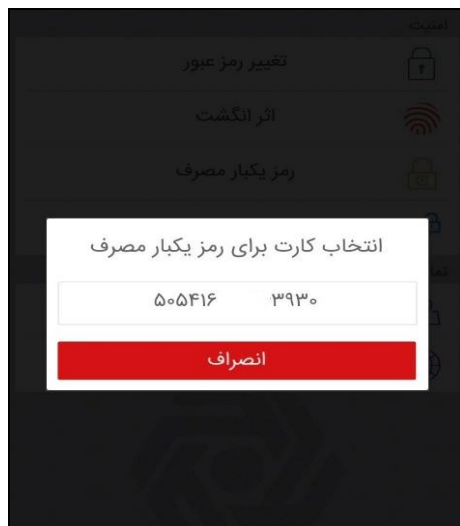 امنیت
تغییر رمز عبور
اثر انگشت
رمز یکبار مصرف
انتخاب کارت برای رمز یکبار مصرف
۵۰۵۴۱۶ ۳۹۳۰
انصراف